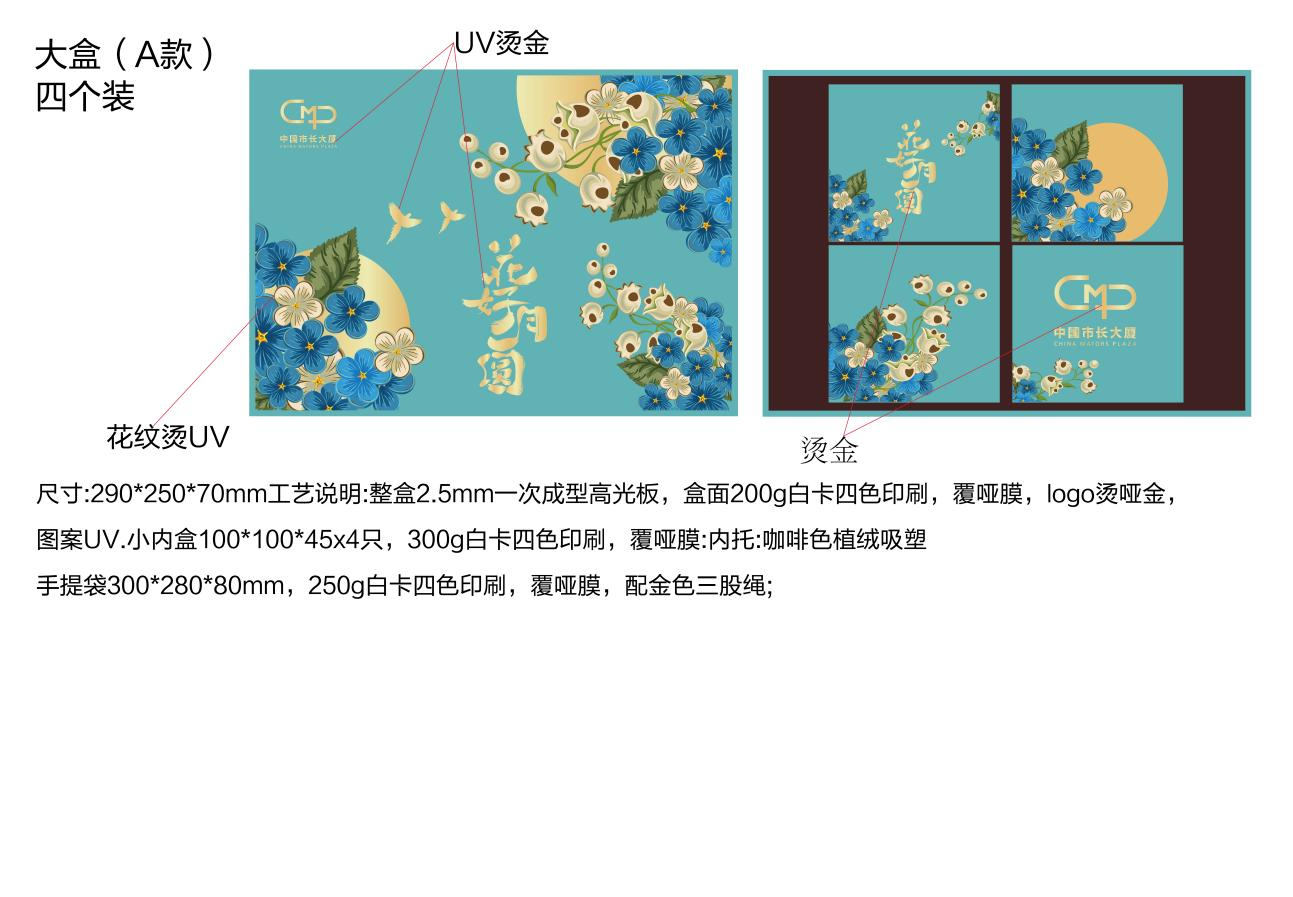 大盒（A款）
四个装
UV烫金
CMP
中国市长大厦
CHINA MAYORS PLAZA
花好月圆
花好月圆
CMP
中国市长大厦
CHINA MAYORS PLAZA
花纹烫UV
烫金
尺寸:290*250*70mm工艺说明:整盒2.5mm一次成型高光板，盒面200g白卡四色印刷，覆哑膜，logo烫哑金，
图案UV.小内盒100*100*45x4只，300g白卡四色印刷，覆哑膜:内托:咖啡色植绒吸塑
手提袋300*280*80mm，250g白卡四色印刷，覆哑膜，配金色三股绳;